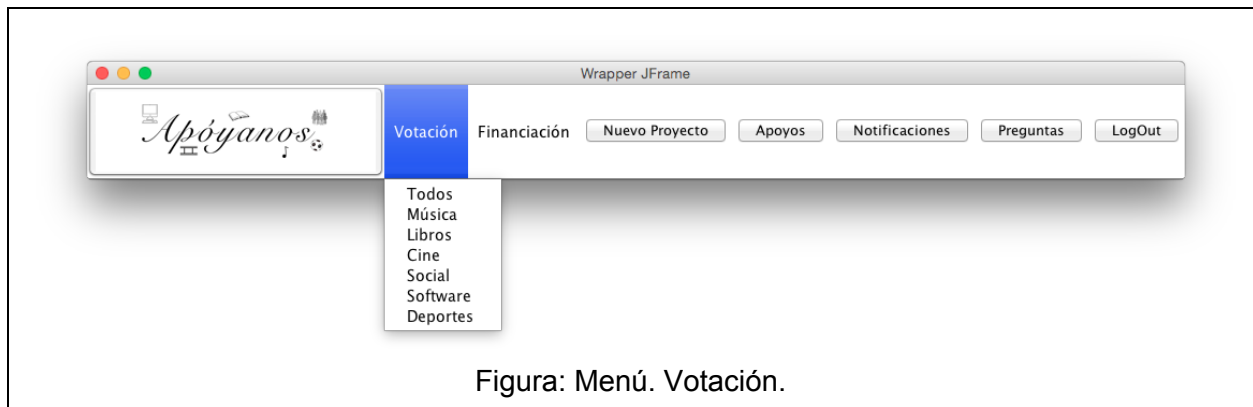 Wrapper JFrame
Apóyanos
Votación Financiación Nuevo Proyecto Apoyos Notificaciones Preguntas LogOut
Todos
Música
Libros
Cine
Social
Software
Deportes
Figura: Menú. Votación.